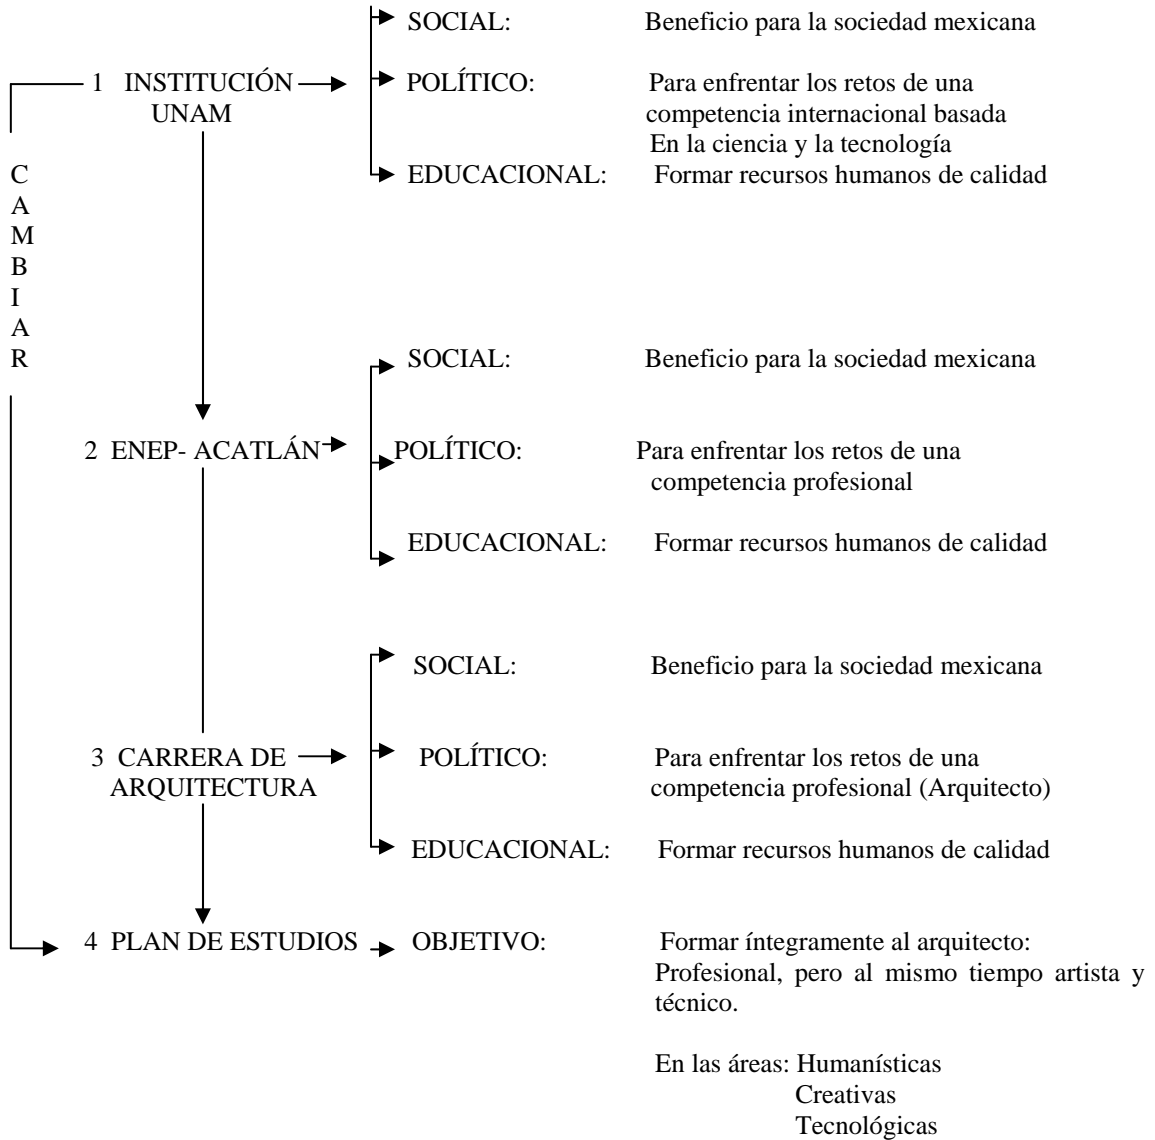 SOCIAL: Beneficio para la sociedad mexicana
1 INSTITUCIÓN
UNAM
POLÍTICO: Para enfrentar los retos de una
competencia internacional basada
En la ciencia y la tecnología
EDUCACIONAL: Formar recursos humanos de calidad
C
A
M
B
I
A
R
SOCIAL: Beneficio para la sociedad mexicana
2 ENEP- ACATLÁN
POLÍTICO: Para enfrentar los retos de una
competencia profesional
EDUCACIONAL: Formar recursos humanos de calidad
SOCIAL: Beneficio para la sociedad mexicana
3 CARRERA DE
ARQUITECTURA
POLÍTICO: Para enfrentar los retos de una
competencia profesional (Arquitecto)
EDUCACIONAL: Formar recursos humanos de calidad
4 PLAN DE ESTUDIOS OBJETIVO: Formar íntegramente al arquitecto:
Profesional, pero al mismo tiempo artista y
técnico.
En las áreas: Humanísticas
Creativas
Tecnológicas